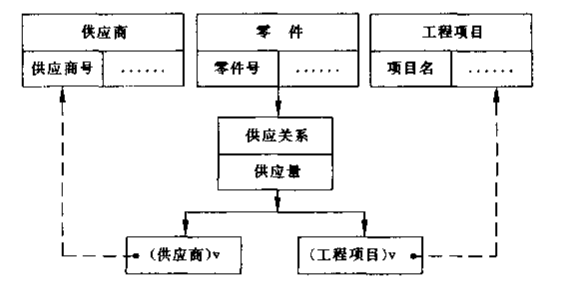 供应商 零 件 工程项目
供应商号 ...... 零件号 ...... 项目名 ......
供应关系
供应量
(供应商)v (工程项目)v